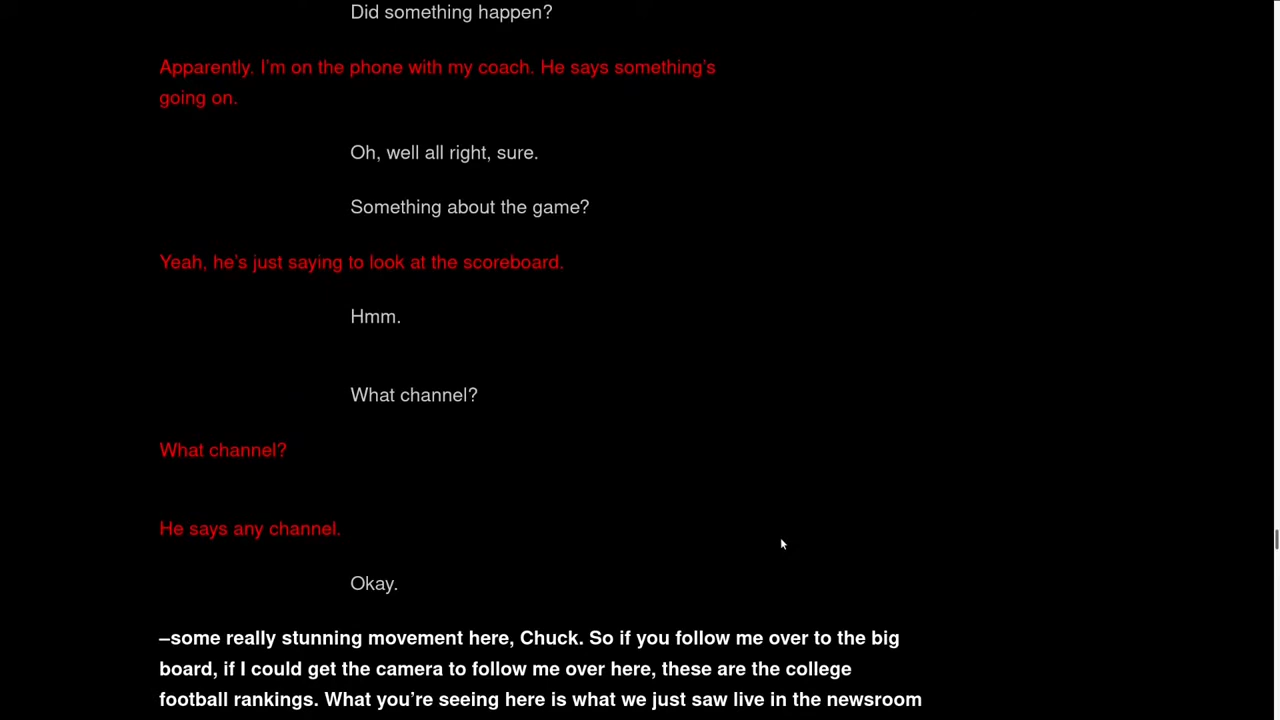 Did something happen?
Apparently. I’m on the phone with my coach. He says something’s
going on.
Oh, well all right, sure.
Something about the game?
Yeah, he’s just saying to look at the scoreboard.
Hmm.
What channel?
What channel?
He says any channel.
Okay.
–some really stunning movement here, Chuck. So if you follow me over to the big
board, if I could get the camera to follow me over here, these are the college
football rankings. What you’re seeing here is what we just saw live in the newsroom